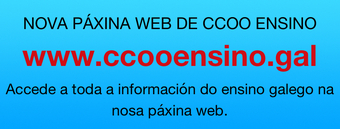 NOVA PÁXINA WEB DE CCOO ENSINO
www.ccooensino.gal
Accede a toda a información do ensino galego na
nosa páxina web.